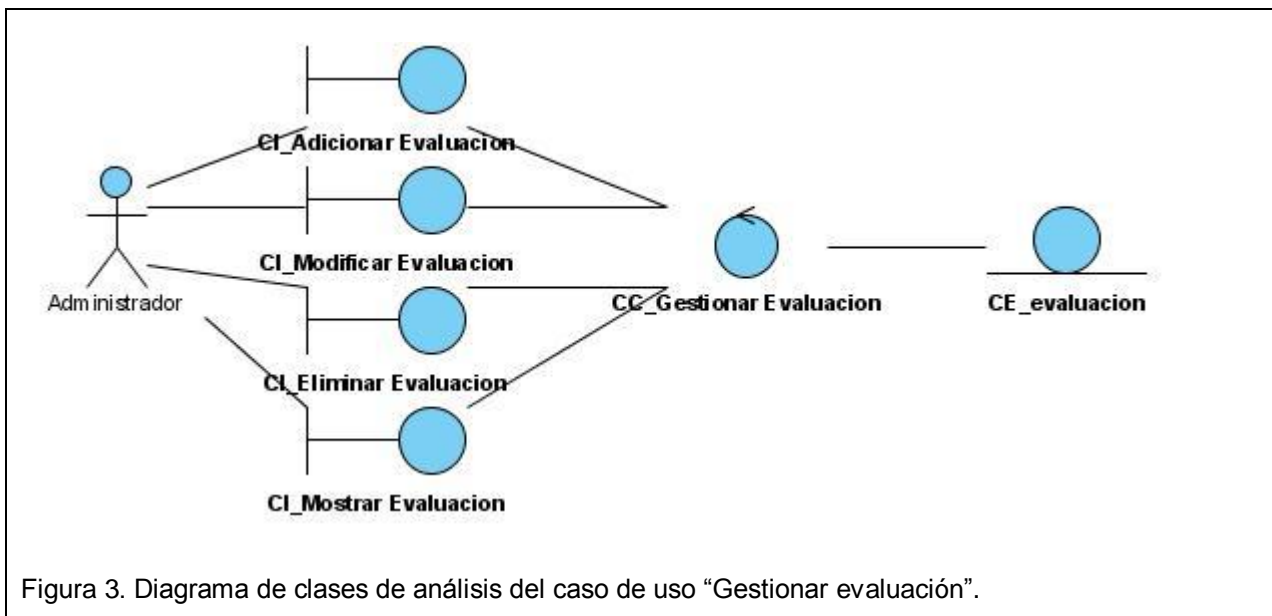 CI_Adicionar Evaluacion
CI_Modificar Evaluacion
Administrador
CC_Gestionar Evaluacion
CE_evaluacion
CI_Eliminar Evaluacion
CI_Mostrar Evaluacion
Figura 3. Diagrama de clases de análisis del caso de uso “Gestionar evaluación”.